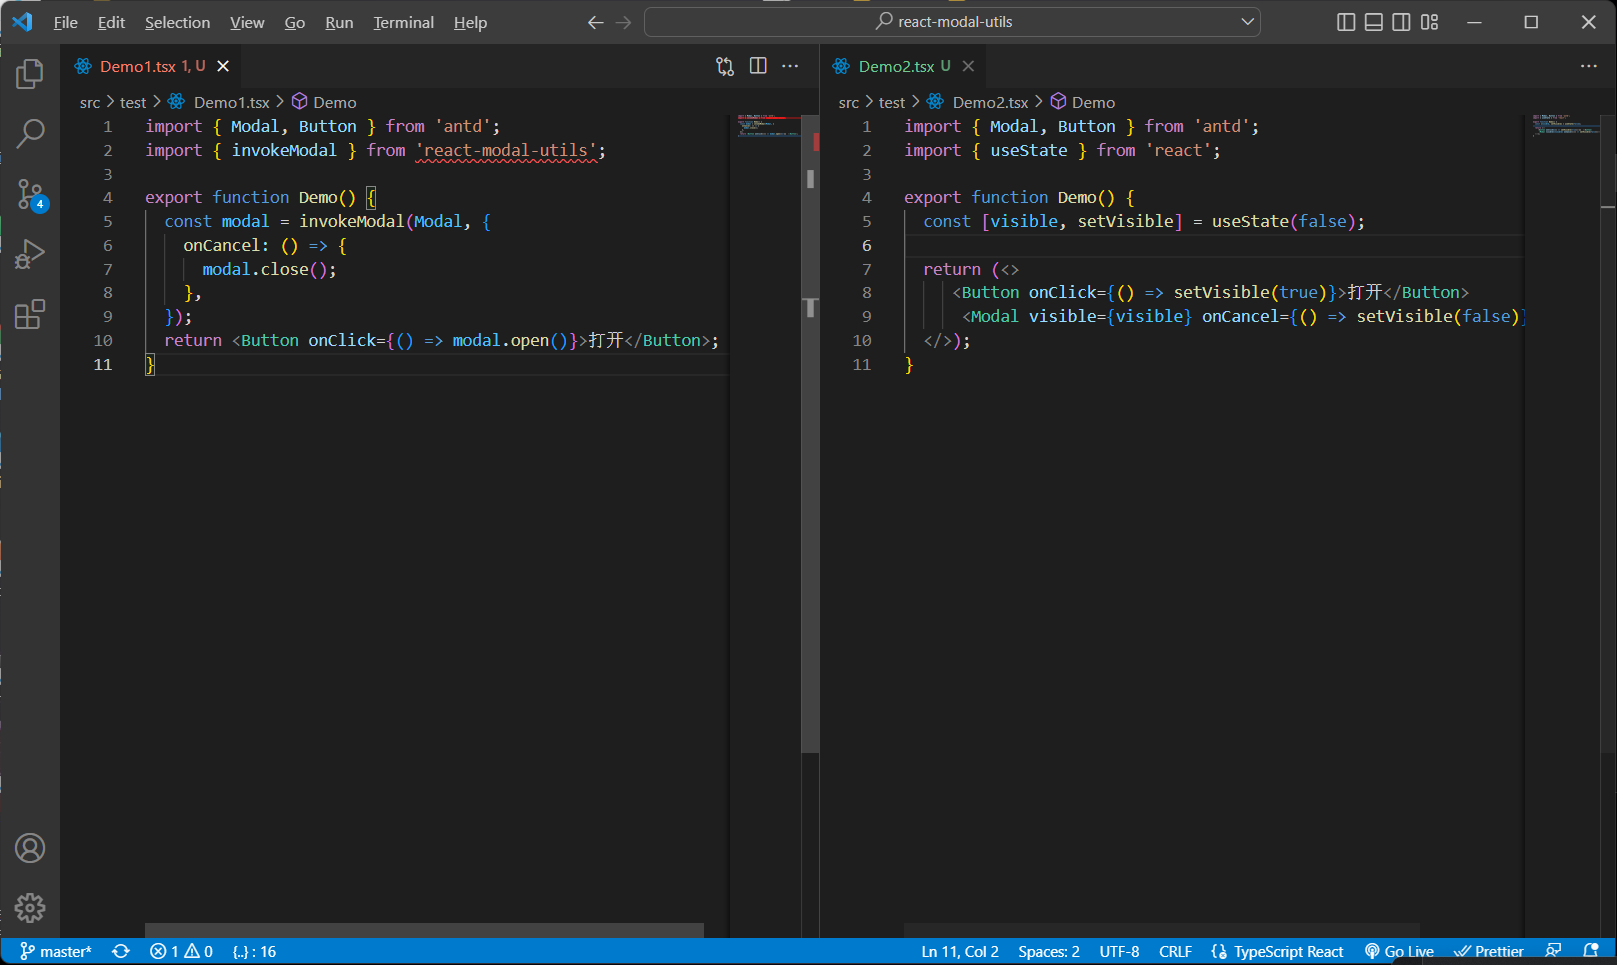 File Edit Selection View Go Run Terminal Help
react-modal-utils
Demo1.tsx 1, U
src > test > Demo1.tsx > Demo
1 import { Modal, Button } from 'antd';
2 import { invokeModal } from 'react-modal-utils';
3
4 export function Demo() {
5 const modal = invokeModal(Modal, {
6 onCancel: () => {
7 modal.close();
8 },
9 });
10 return <Button onClick={() => modal.open()}>打开</Button>;
11 }
Demo2.tsx U
src > test > Demo2.tsx > Demo
1 import { Modal, Button } from 'antd';
2 import { useState } from 'react';
3
4 export function Demo() {
5 const [visible, setVisible] = useState(false);
6
7 return (<>
8 <Button onClick={() => setVisible(true)}>打开</Button>
9 <Modal visible={visible} onCancel={() => setVisible(false)}
10 </>);
11 }
4
master* 1 0 {..} : 16 Ln 11, Col 2 Spaces: 2 UTF-8 CRLF TypeScript React Go Live Prettier